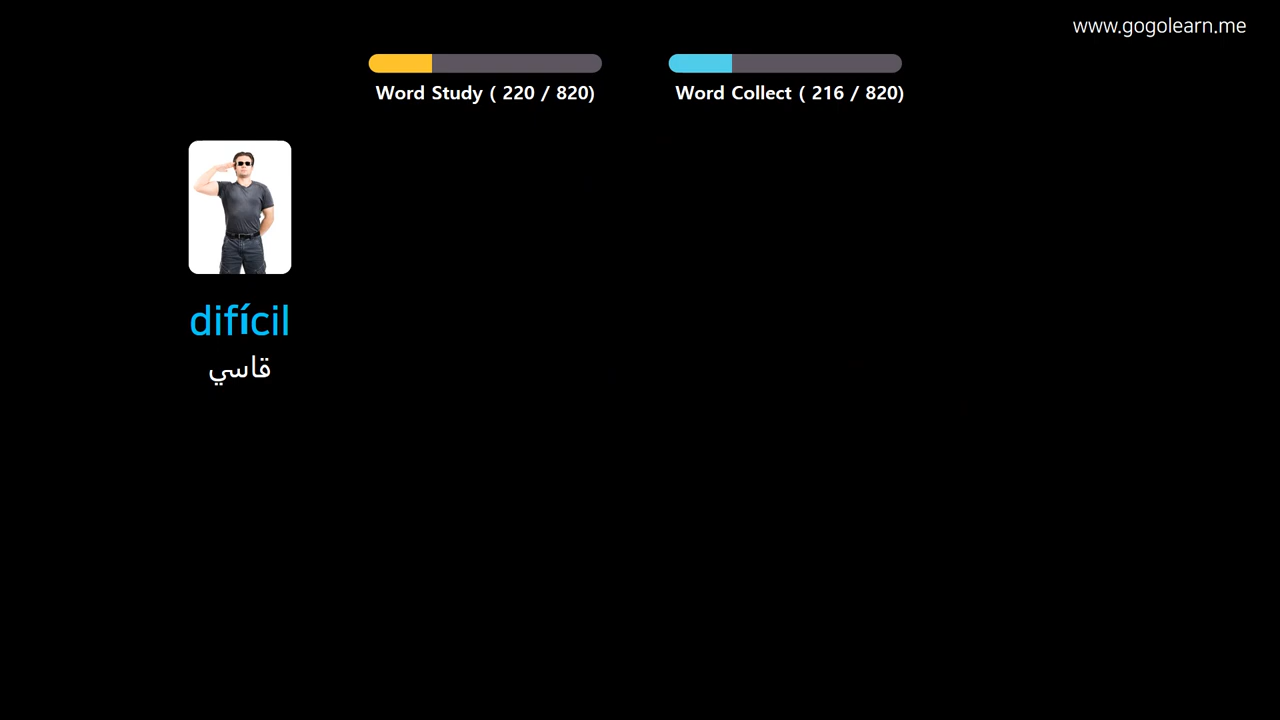 www.gogolearn.me
Word Study ( 220 / 820)
Word Collect ( 216 / 820)
difícil
قاسي